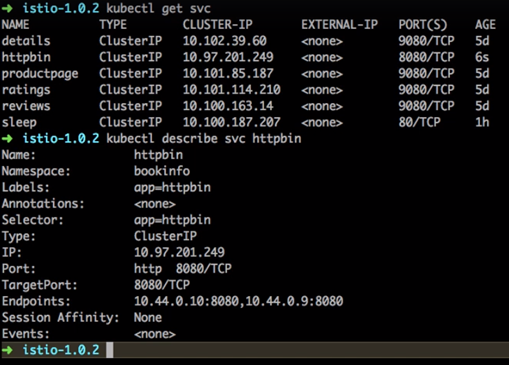 ➜ istio-1.0.2 kubectl get svc
NAME TYPE CLUSTER-IP EXTERNAL-IP PORT(S) AGE
details ClusterIP 10.102.39.60 <none> 9080/TCP 5d
httpbin ClusterIP 10.97.201.249 <none> 8080/TCP 6s
productpage ClusterIP 10.101.85.187 <none> 9080/TCP 5d
ratings ClusterIP 10.101.114.210 <none> 9080/TCP 5d
reviews ClusterIP 10.100.163.14 <none> 9080/TCP 5d
sleep ClusterIP 10.100.187.207 <none> 80/TCP 1h
➜ istio-1.0.2 kubectl describe svc httpbin
Name: httpbin
Namespace: bookinfo
Labels: app=httpbin
Annotations: <none>
Selector: app=httpbin
Type: ClusterIP
IP: 10.97.201.249
Port: http 8080/TCP
TargetPort: 8080/TCP
Endpoints: 10.44.0.10:8080,10.44.0.9:8080
Session Affinity: None
Events: <none>
➜ istio-1.0.2